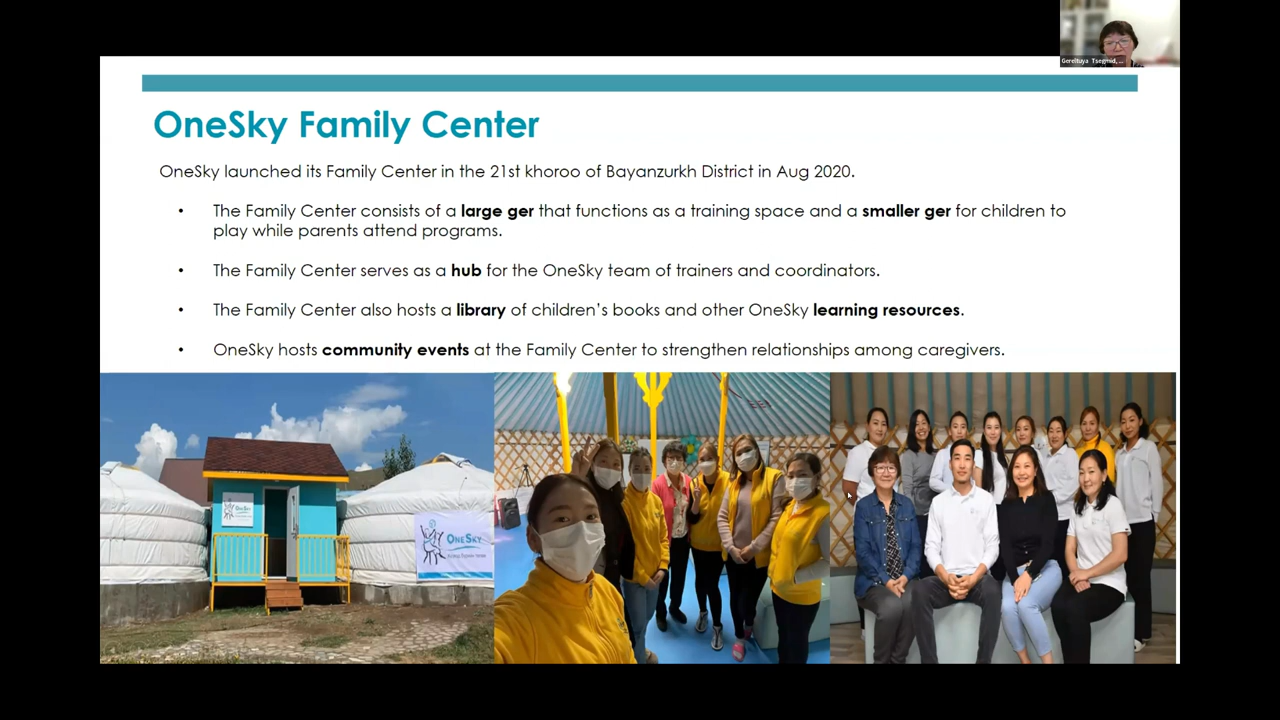 Gereltuya Tsegmid, ...
OneSky Family Center
OneSky launched its Family Center in the 21st khoroo of Bayanzurkh District in Aug 2020.
• The Family Center consists of a large ger that functions as a training space and a smaller ger for children to
play while parents attend programs.
• The Family Center serves as a hub for the OneSky team of trainers and coordinators.
• The Family Center also hosts a library of children’s books and other OneSky learning resources.
• OneSky hosts community events at the Family Center to strengthen relationships among caregivers.
ONESKY
ONESKY